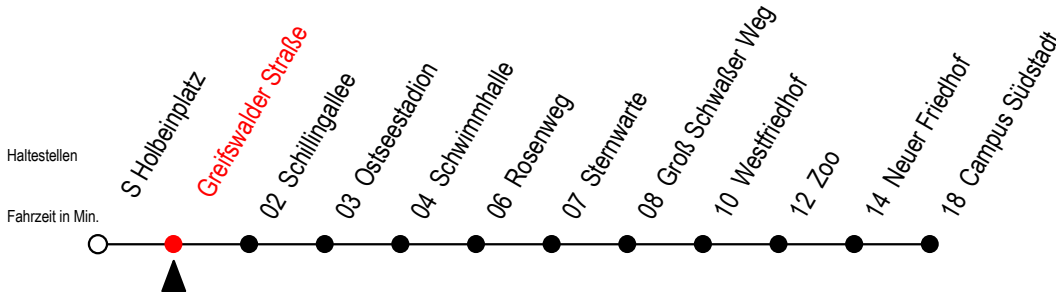 Haltestellen
Fahrzeit in Min.
S Holbeinplatz
Greifswalder Straße
02 Schillingallee
03 Ostseestadion
04 Schwimmhalle
06 Rosenweg
07 Sternwarte
08 Groß Schwaßer Weg
10 Westfriedhof
12 Zoo
14 Neuer Friedhof
18 Campus Südstadt